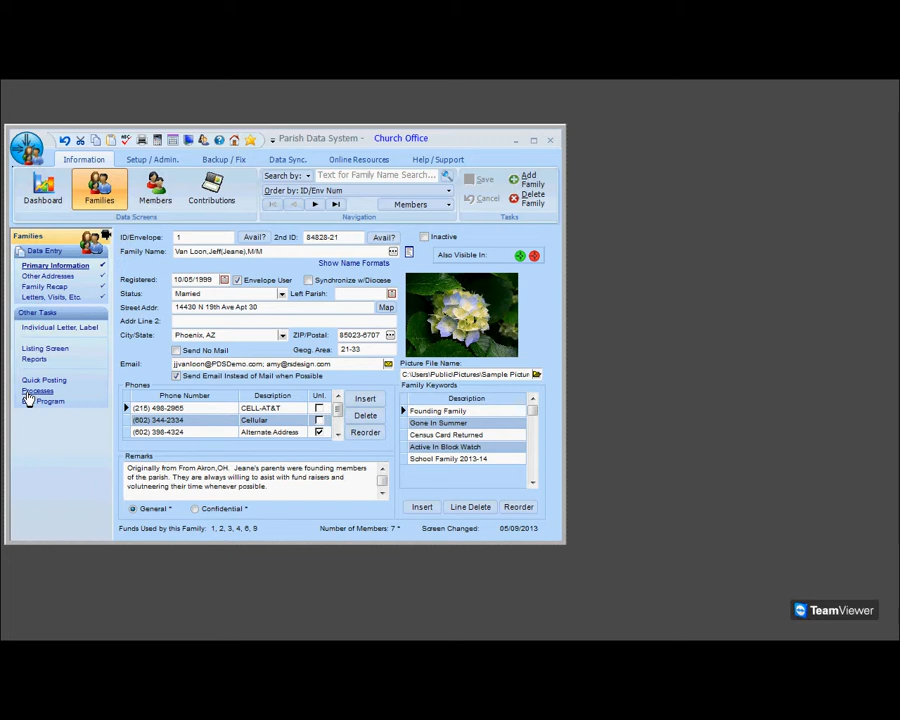 Parish Data System - Church Office
Information Setup / Admin. Backup / Fix Data Sync. Online Resources Help / Support
Search by: Text for Family Name Search...
Order by: ID/Env Num
Members
Save
Cancel
Add Family
Delete Family
Dashboard Families Members Contributions
Data Screens Navigation Tasks
Families
Data Entry
Primary Information
Other Addresses
Family Recap
Letters, Visits, Etc.
Other Tasks
Individual Letter, Label
Listing Screen
Reports
Quick Posting
Processes
Program
ID/Envelope: 1 Avail? 2nd ID: 84828-21 Avail? Inactive
Family Name: Van Loon,Jeff(Jeane),M/M
Also Visible In:
Show Name Formats
Registered: 10/05/1999 Envelope User Synchronize w/Diocese
Status: Married Left Parish:
Street Addr: 14430 N 19th Ave Apt 30 Map
Addr Line 2:
City/State: Phoenix, AZ ZIP/Postal: 85023-6707
Send No Mail Geog. Area: 21-33
Email: jjvanloon@PDSDemo.com; amy@rsdesign.com
Send Email Instead of Mail when Possible
Picture File Name:
C:\Users\Public\Pictures\Sample Pictur
Phones
Phone Number Description Unl.
(215) 498-2965 CELL-AT&T
(602) 344-2334 Cellular
(602) 398-4324 Alternate Address
Insert
Delete
Reorder
Family Keywords
Description
Founding Family
Gone In Summer
Census Card Returned
Active In Block Watch
School Family 2013-14
Remarks
Originally from From Akron,OH. Jeane's parents were founding members
of the parish. They are always willing to assist with fund raisers and
volutneering their time whenever possible.
General * Confidential *
Insert Line Delete Reorder
Funds Used by this Family: 1, 2, 3, 4, 6, 9 Number of Members: 7 * Screen Changed: 05/09/2013
TeamViewer